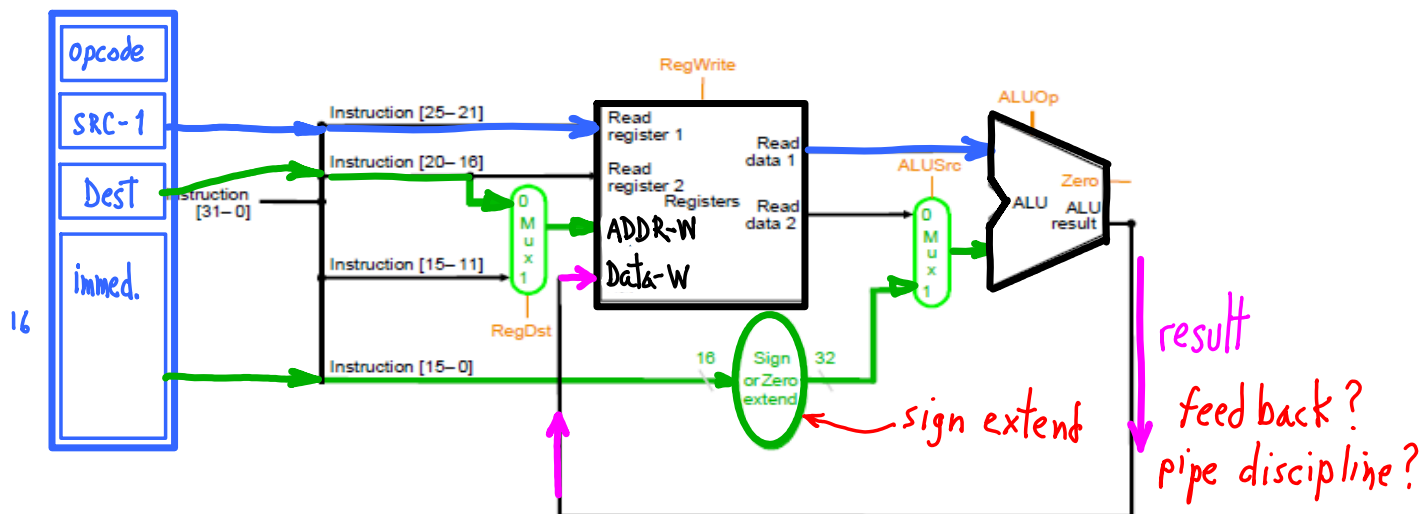 opcode
SRC-1
Dest
immed.
16
Instruction [25–21]
Instruction [20–16]
nstruction
[31–0]
Instruction [15–11]
Instruction [15–0]
0
M
u
x
1
RegDst
RegWrite
Read
register 1
Read
register 2
Registers
ADDR-W
Data-W
Read
data 1
Read
data 2
16
Sign
or Zero
extend
32
sign extend
ALUSrc
0
M
u
x
1
ALUOp
Zero
ALU
ALU
result
result
feedback?
pipe discipline?